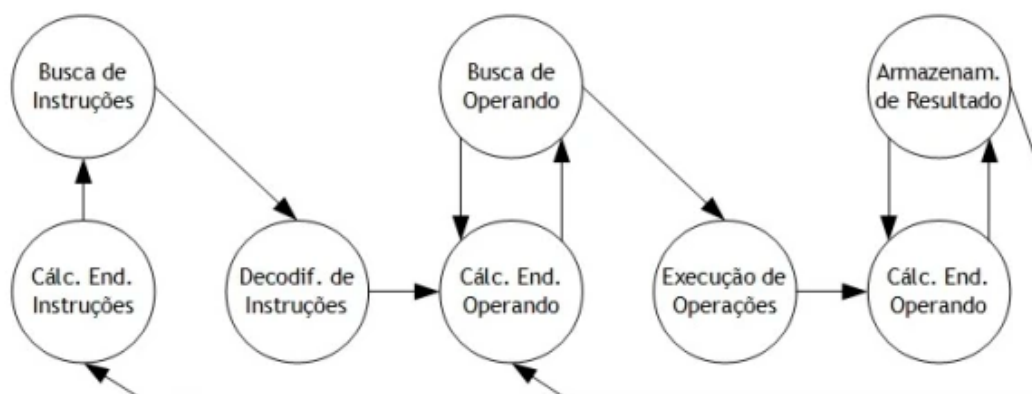 Busca de
Instruções
Busca de
Operando
Armazenam.
de Resultado
Cálc. End.
Instruções
Decodif. de
Instruções
Cálc. End.
Operando
Execução de
Operações
Cálc. End.
Operando